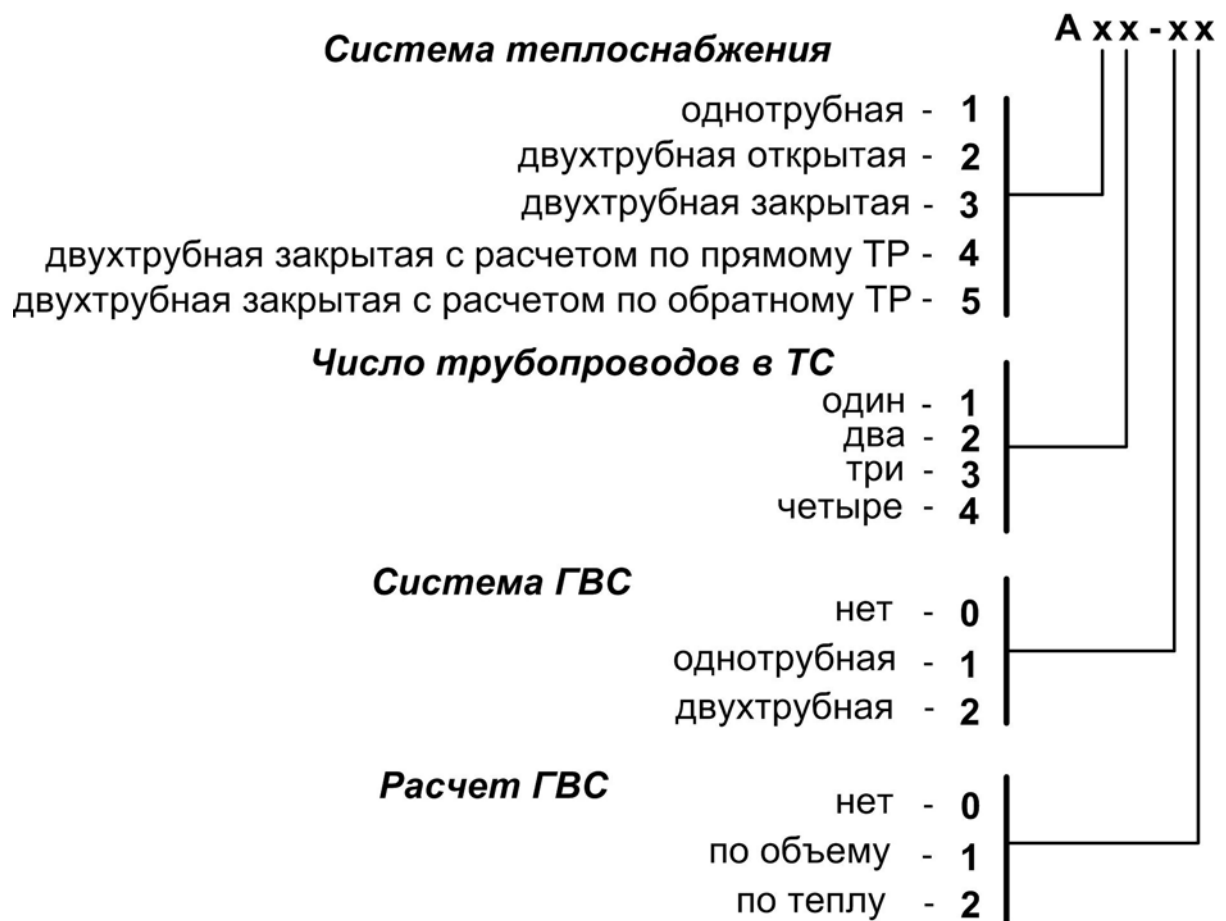 А х х - х х
Система теплоснабжения
однотрубная - 1
двухтрубная открытая - 2
двухтрубная закрытая - 3
двухтрубная закрытая с расчетом по прямому ТР - 4
двухтрубная закрытая с расчетом по обратному ТР - 5
Число трубопроводов в ТС
один - 1
два - 2
три - 3
четыре - 4
Система ГВС
нет - 0
однотрубная - 1
двухтрубная - 2
Расчет ГВС
нет - 0
по объему - 1
по теплу - 2